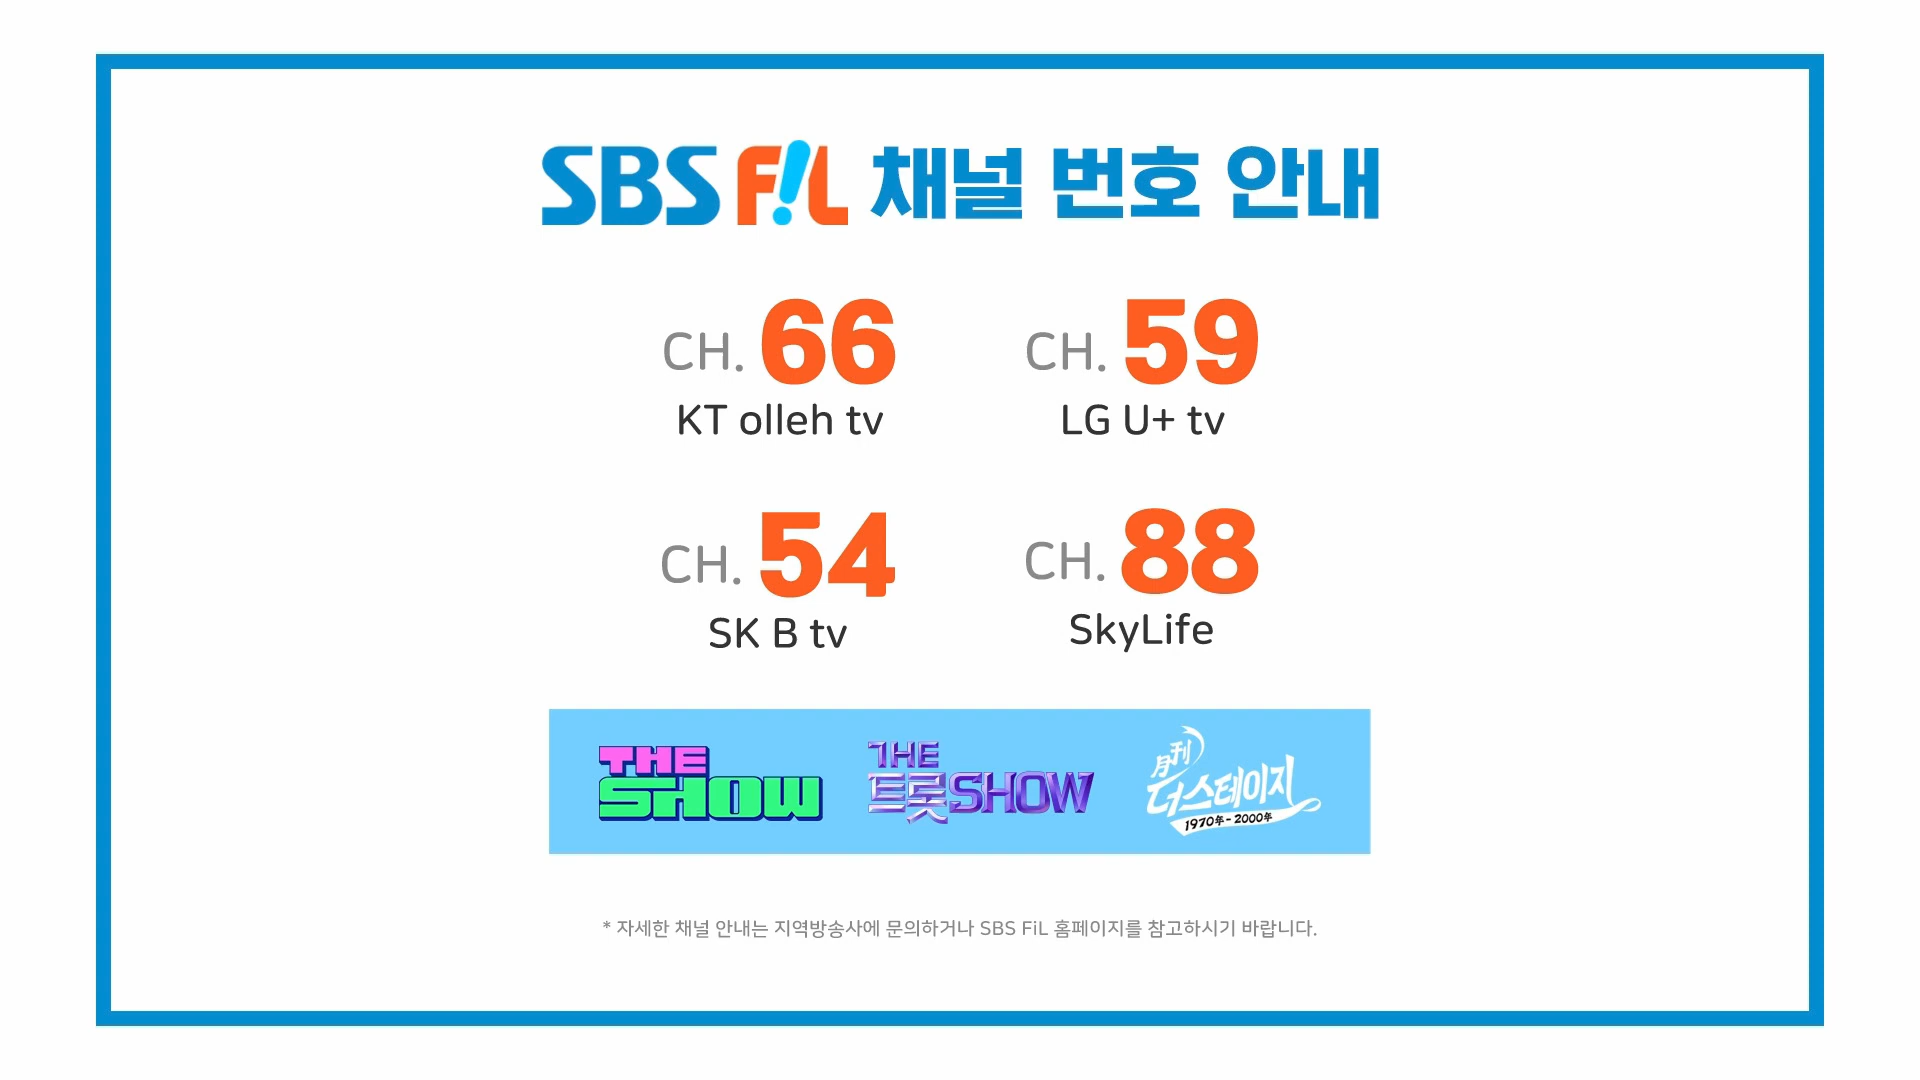 SBS F!L 채널 번호 안내
CH. 66
KT olleh tv
CH. 59
LG U+ tv
CH. 54
SK B tv
CH. 88
SkyLife
THE
SHOW
THE
트롯SHOW
月刊
더스테이지
1970年-2000年
* 자세한 채널 안내는 지역방송사에 문의하거나 SBS FiL 홈페이지를 참고하시기 바랍니다.